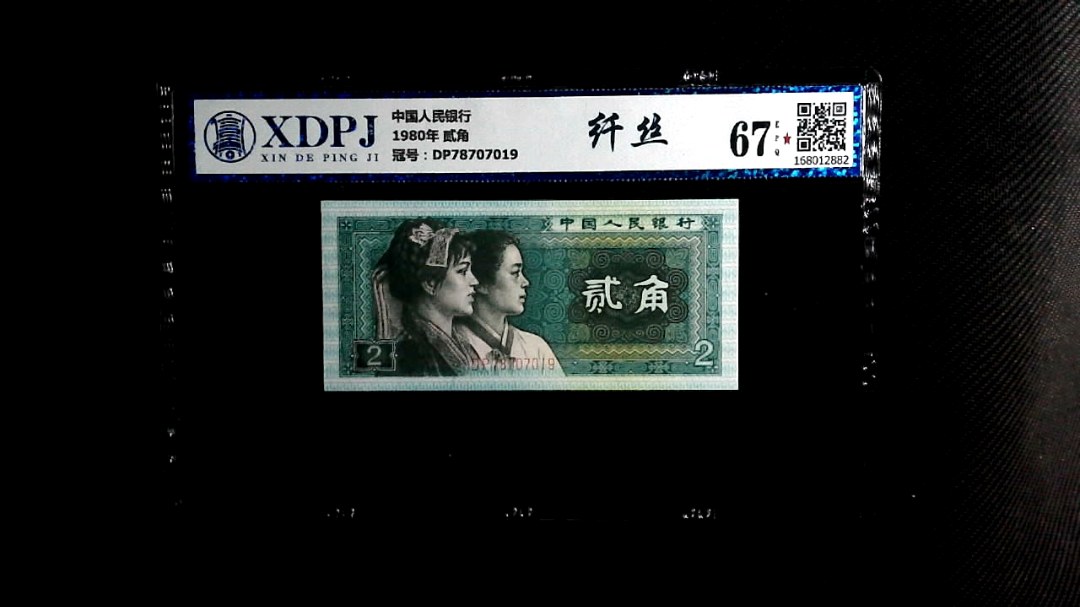 XDPJ
XIN DE PING JI
中国人民银行
1980年 贰角
冠号：DP78707019
纤丝
67
EPQ
168012882
中国人民银行
贰角
2
2
DP78707019